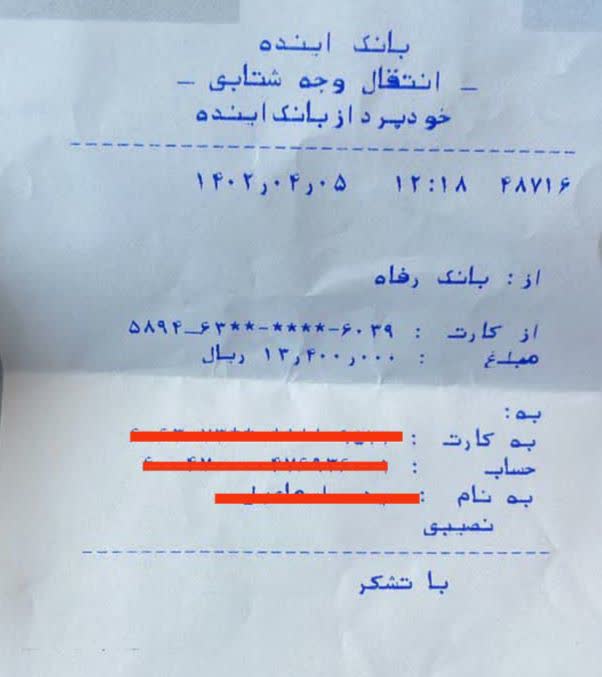 بانک اینده
- انتقال وجه شتابی -
خودپرداز بانک اینده
۱۴۰۲٫۰۴٫۰۵ ۱۲:۱۸ ۴۸۷۱۶
از: بانک رفاه
از کارت : ۵۸۹۴_۶۳**-****-۶۰۳۹
مبلغ : ۱۳٫۴۰۰٫۰۰۰ ریال
به:
به کارت :
حساب :
به نام :
نصیبی
با تشکر